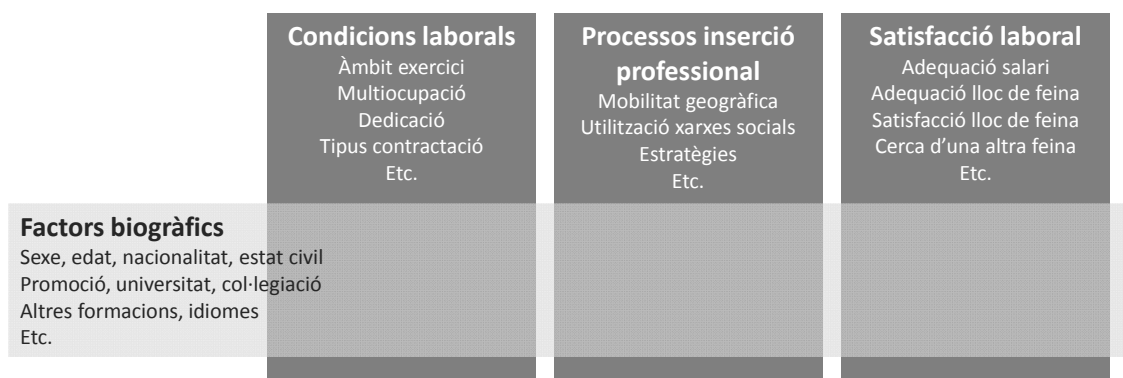 Condicions laborals
Àmbit exercici
Multiocupació
Dedicació
Tipus contractació
Etc.
Processos inserció
professional
Mobilitat geogràfica
Utilització xarxes socials
Estratègies
Etc.
Satisfacció laboral
Adequació salari
Adequació lloc de feina
Satisfacció lloc de feina
Cerca d'una altra feina
Etc.
Factors biogràfics
Sexe, edat, nacionalitat, estat civil
Promoció, universitat, col·legiació
Altres formacions, idiomes
Etc.